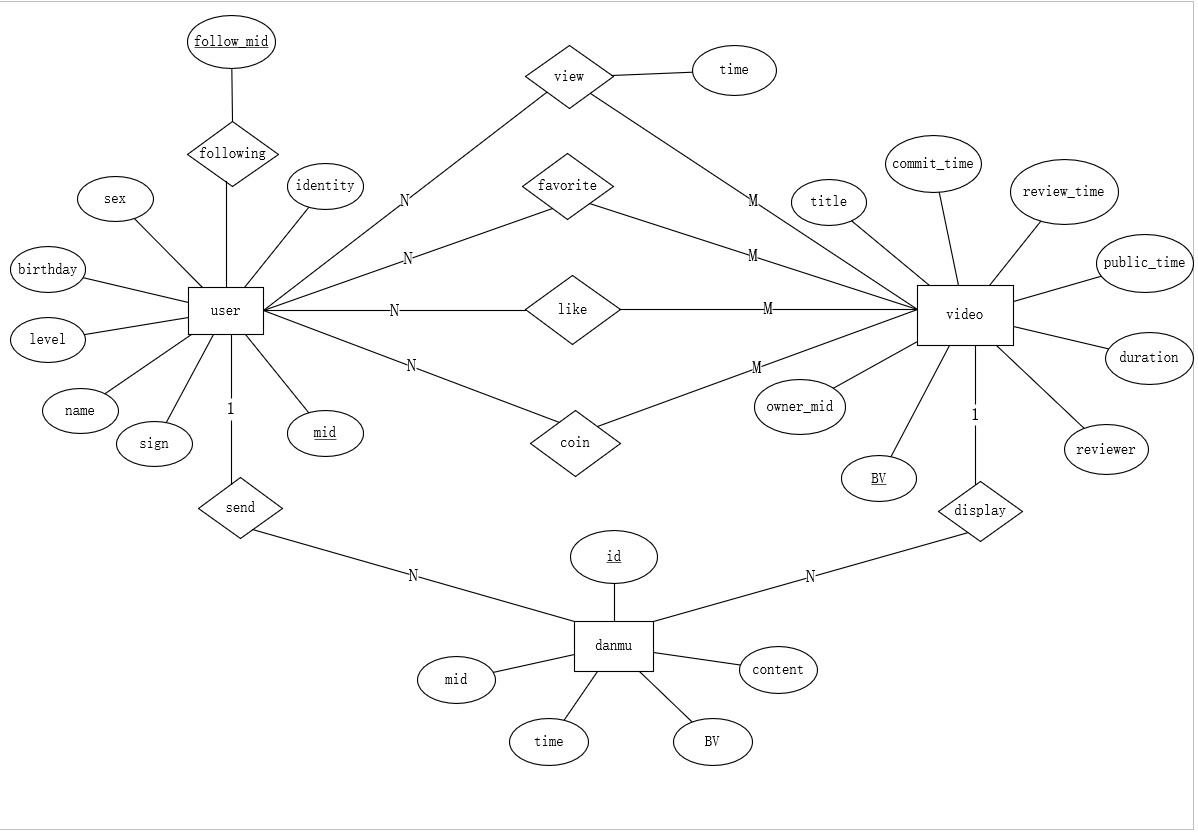 follow_mid
view
time
following
favorite
commit_time
identity
review_time
sex
N
M
title
N
M
birthday
public_time
user
N
like
M
video
level
duration
N
M
name
1
owner_mid
1
sign
mid
coin
reviewer
BV
send
display
id
N
N
danmu
mid
content
time
BV